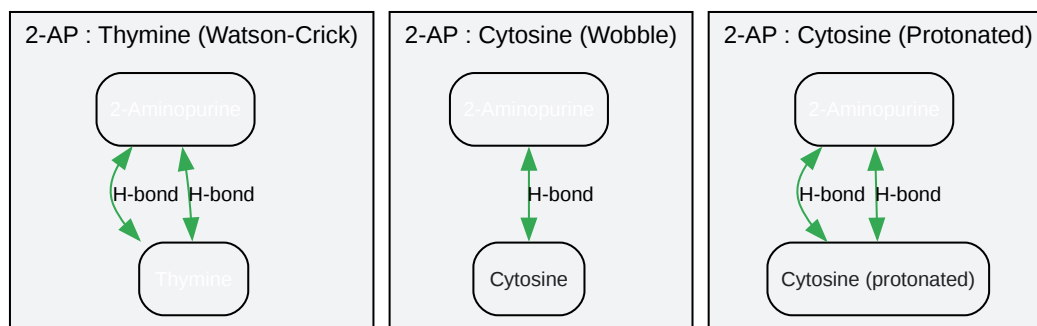 2-AP : Thymine (Watson-Crick)
2-Aminopurine
H-bond H-bond
Thymine
2-AP : Cytosine (Wobble)
2-Aminopurine
H-bond
Cytosine
2-AP : Cytosine (Protonated)
2-Aminopurine
H-bond H-bond
Cytosine (protonated)